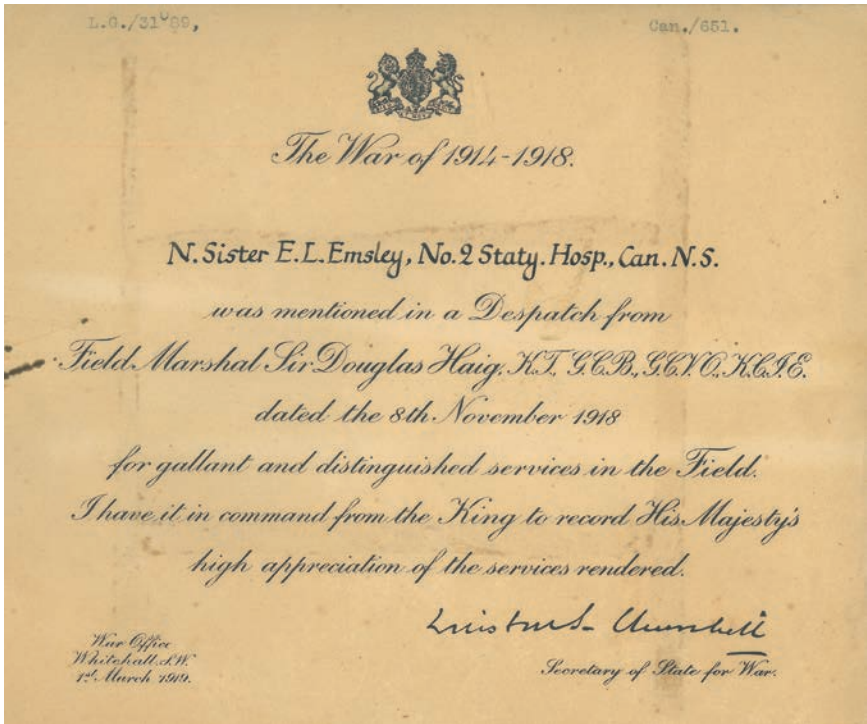 L.G./31089,
Can./651.
The War of 1914-1918.
N. Sister E.L. Emsley, No. 2 Staty. Hosp., Can. N.S.
was mentioned in a Despatch from
Field Marshal Sir Douglas Haig, K.T., G.C.B., G.C.V.O., K.C.I.E.
dated the 8th November 1918
for gallant and distinguished services in the Field.
I have it in command from the King to record His Majesty's
high appreciation of the services rendered.
Winston S. Churchill
War Office
Whitehall, S.W.
1st March 1919.
Secretary of State for War.